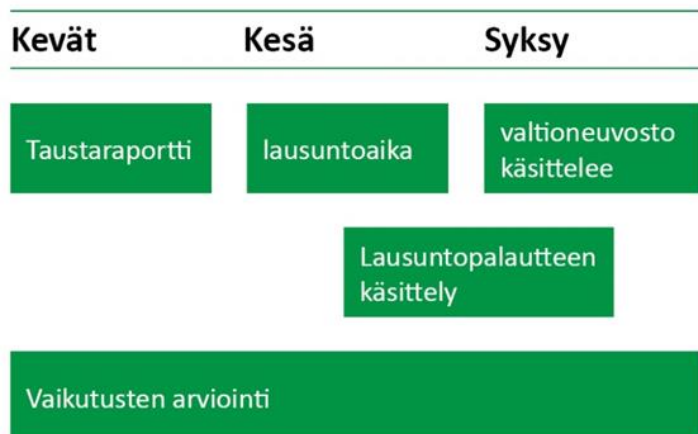 Kevät Kesä Syksy
Taustaraportti lausuntoaika valtioneuvosto
käsittelee
Lausuntopalautteen
käsittely
Vaikutusten arviointi